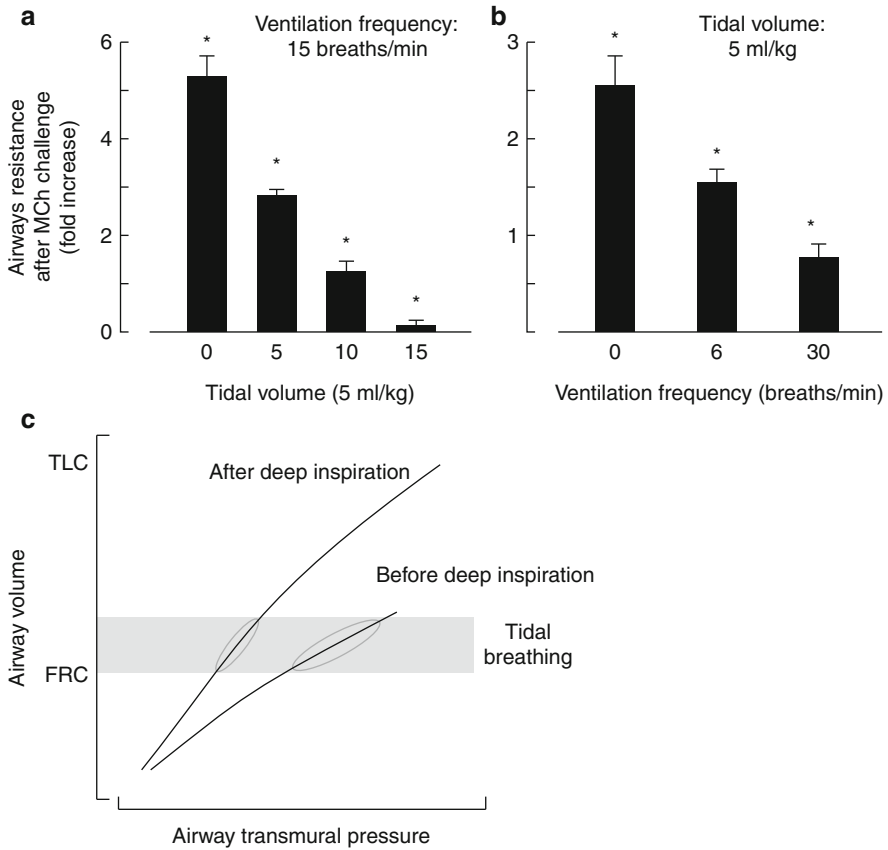 a
Ventilation frequency:
15 breaths/min
Airways resistance
after MCh challenge
(fold increase)
6
4
2
0
*
*
*
*
0 5 10 15
Tidal volume (5 ml/kg)
b
Tidal volume:
5 ml/kg
3
2
1
*
*
*
0 6 30
Ventilation frequency (breaths/min)
c
Airway volume
TLC
FRC
After deep inspiration
Before deep inspiration
Tidal
breathing
Airway transmural pressure